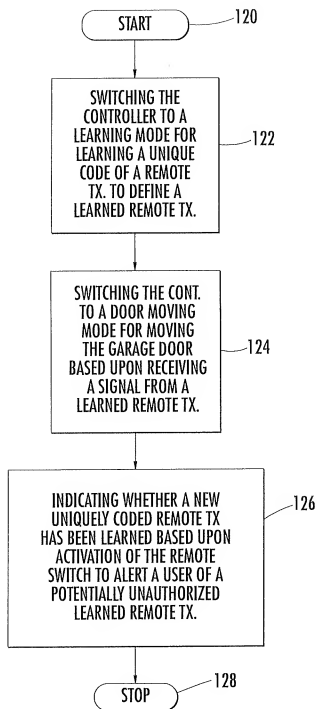 START
120
SWITCHING THE
CONTROLLER TO A
LEARNING MODE FOR
LEARNING A UNIQUE
CODE OF A REMOTE
TX. TO DEFINE A
LEARNED REMOTE TX.
122
SWITCHING THE CONT.
TO A DOOR MOVING
MODE FOR MOVING
THE GARAGE DOOR
BASED UPON RECEIVING
A SIGNAL FROM A
LEARNED REMOTE TX.
124
INDICATING WHETHER A NEW
UNIQUELY CODED REMOTE TX
HAS BEEN LEARNED BASED UPON
ACTIVATION OF THE REMOTE
SWITCH TO ALERT A USER OF A
POTENTIALLY UNAUTHORIZED
LEARNED REMOTE TX.
126
STOP
128